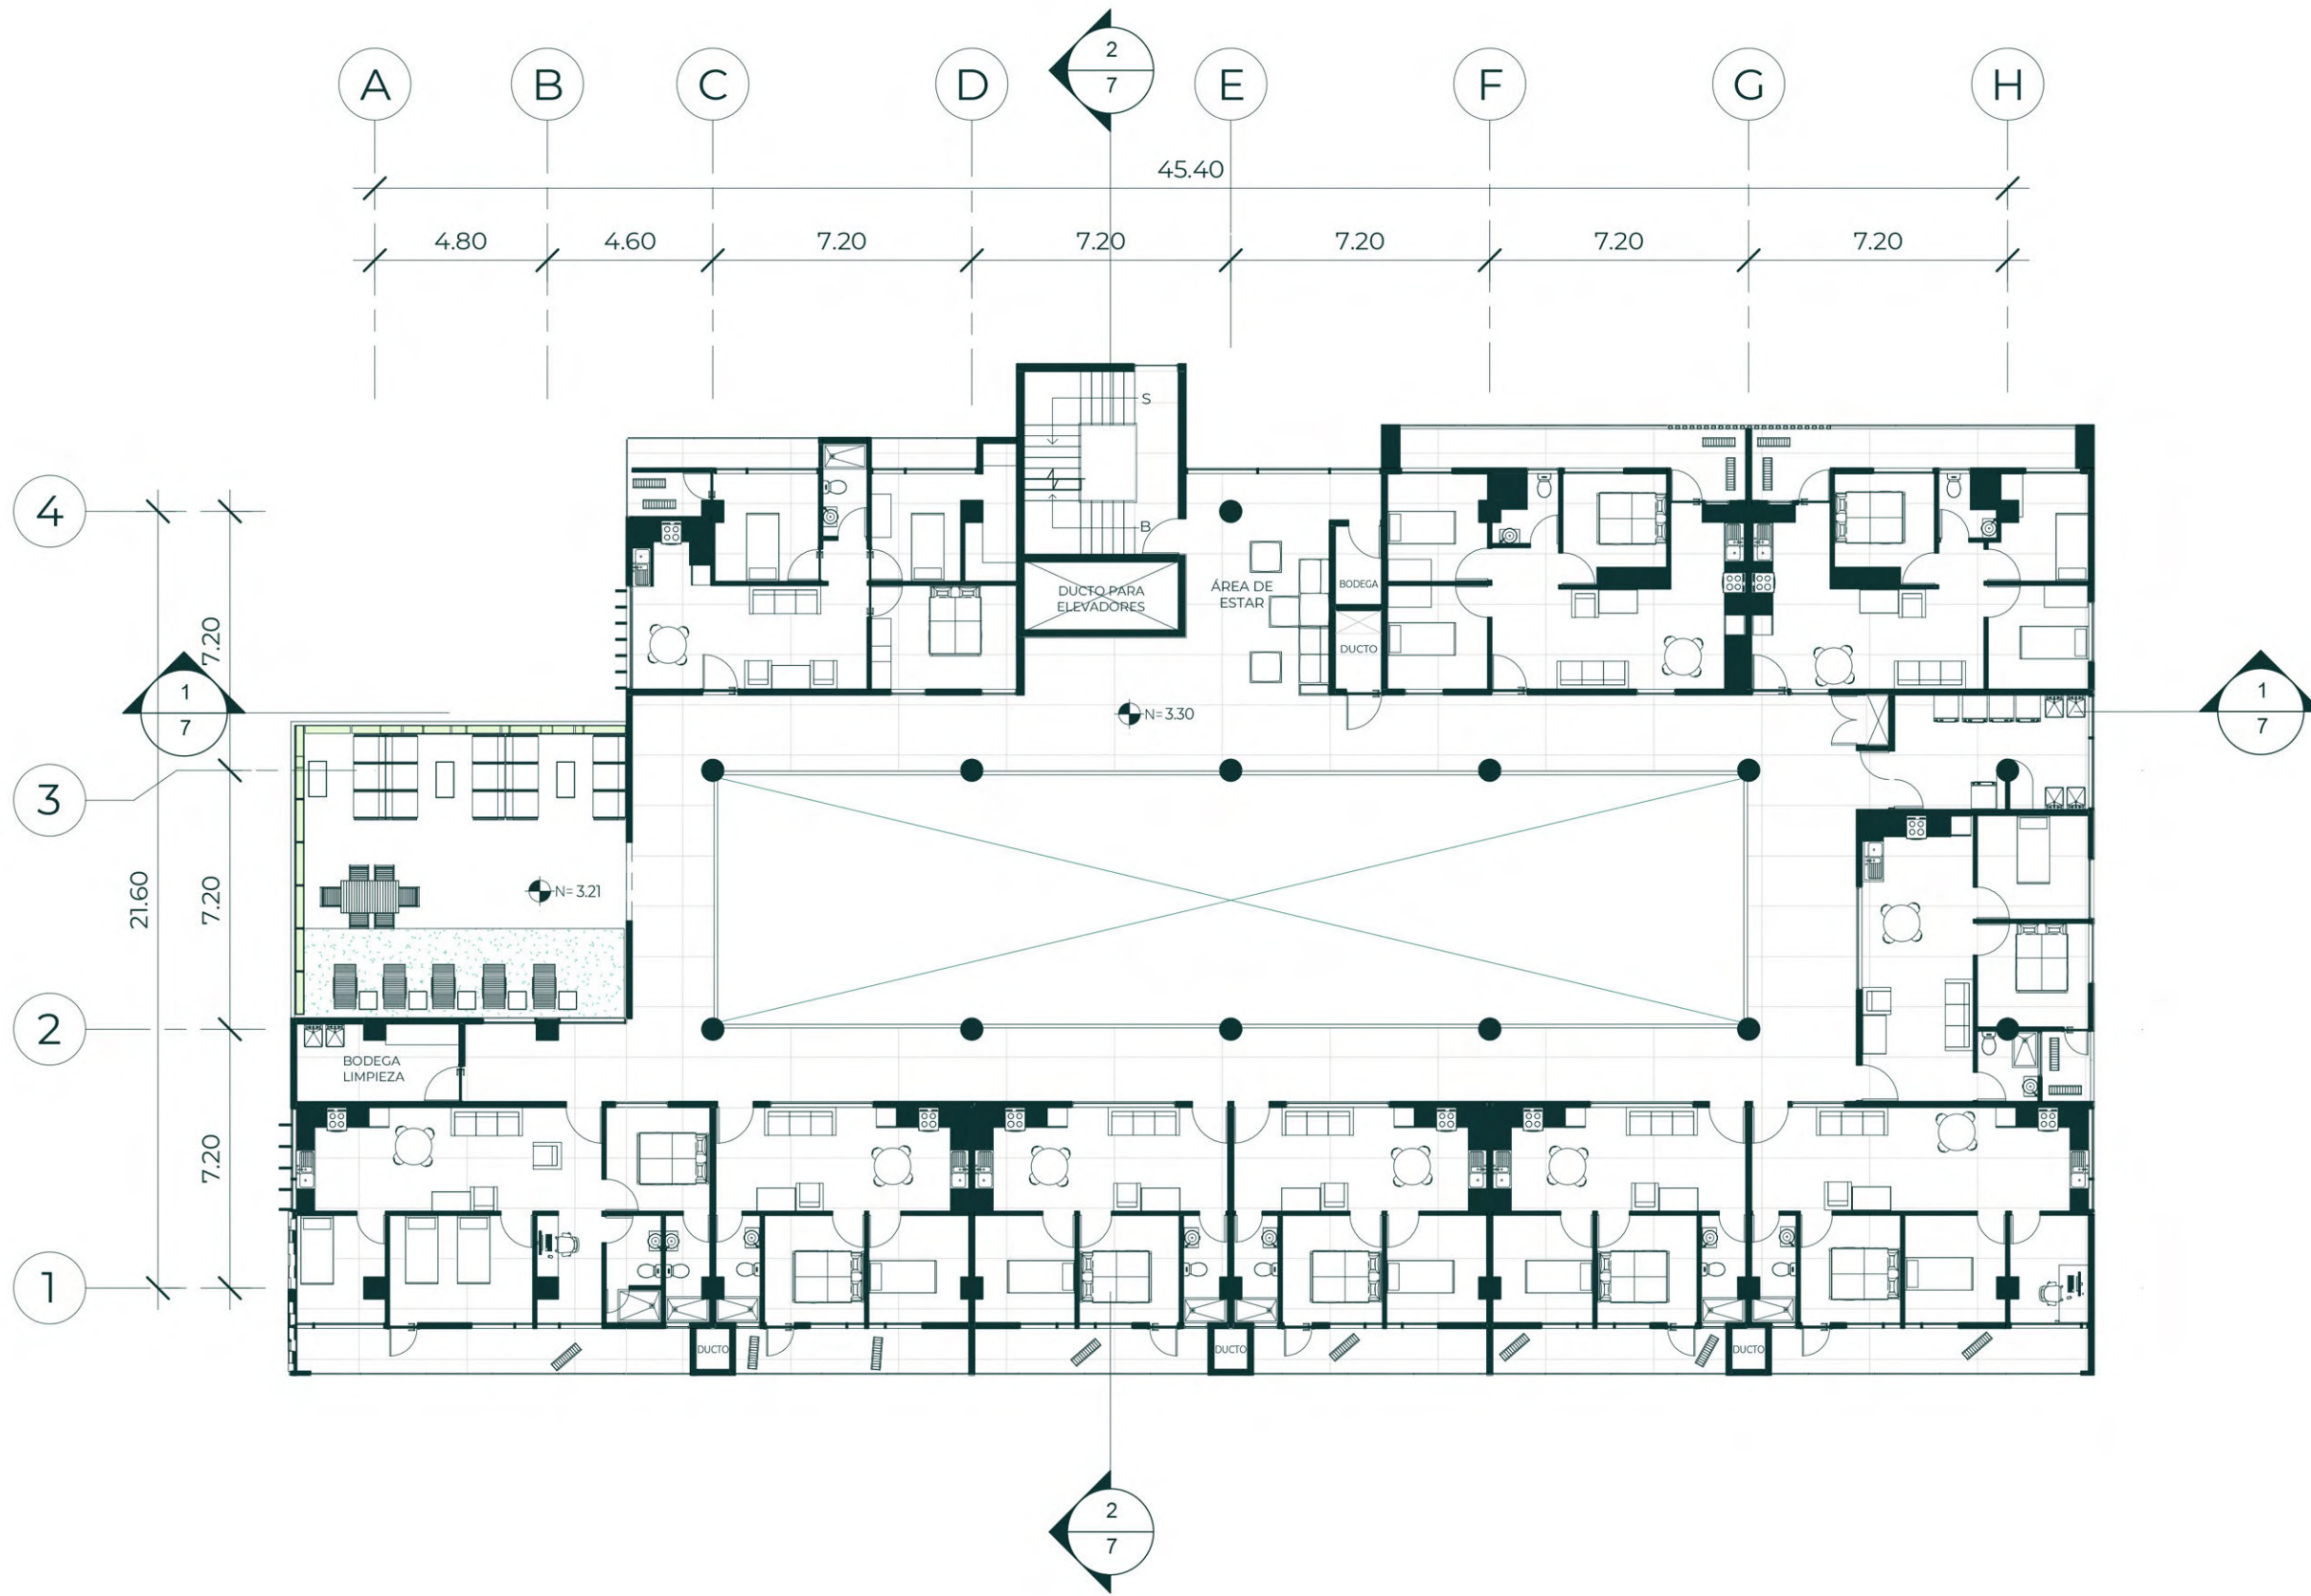 2
7
A
B
C
D
E
F
G
H
45.40
4.80
4.60
7.20
7.20
7.20
7.20
7.20
S
B
4
DUCTO PARA
ELEVADORES
ÁREA DE
ESTAR
BODEGA
DUCTO
7.20
1
7
1
7
N= 3.30
3
21.60
7.20
N= 3.21
2
BODEGA
LIMPIEZA
7.20
1
DUCTO
DUCTO
DUCTO
2
7